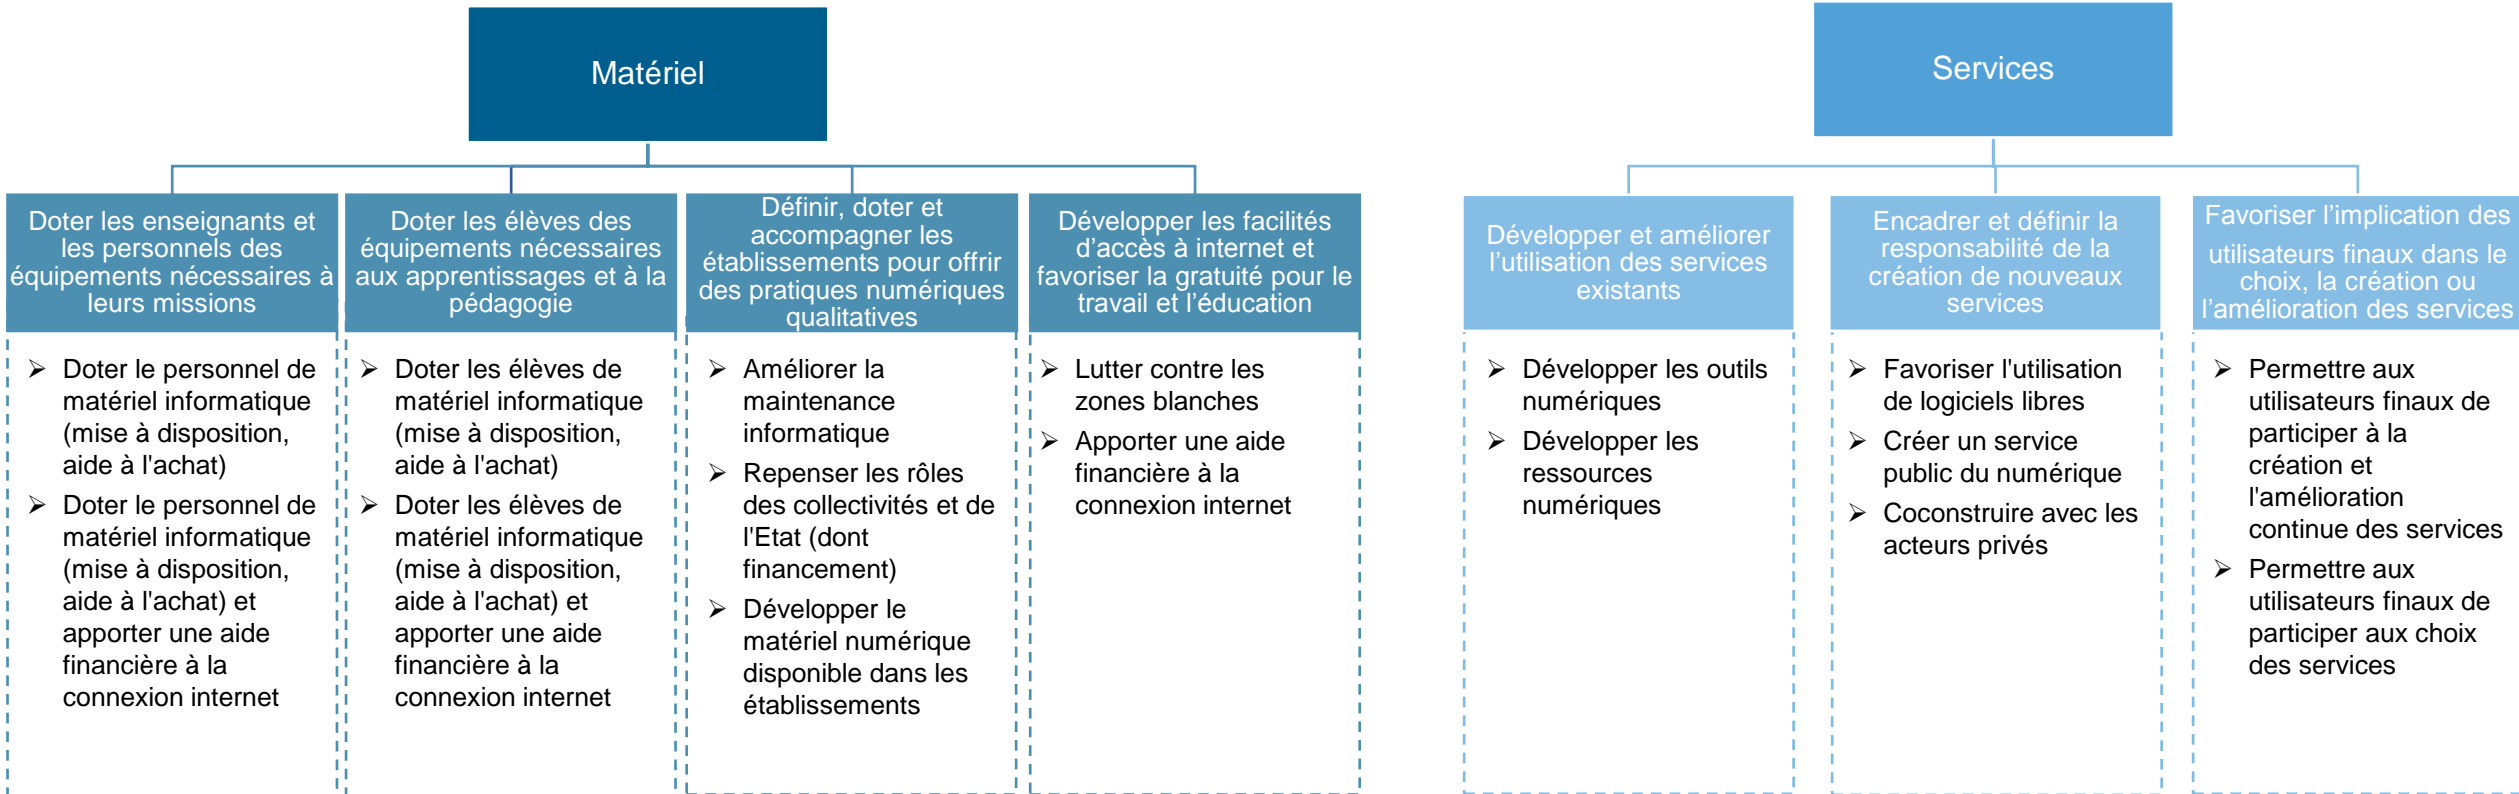 Matériel
Doter les enseignants et
les personnels des
équipements nécessaires à
leurs missions
➢ Doter le personnel de
matériel informatique
(mise à disposition,
aide à l'achat)
➢ Doter le personnel de
matériel informatique
(mise à disposition,
aide à l'achat) et
apporter une aide
financière à la
connexion internet
Doter les élèves des
équipements nécessaires
aux apprentissages et à la
pédagogie
➢ Doter les élèves de
matériel informatique
(mise à disposition,
aide à l'achat)
➢ Doter les élèves de
matériel informatique
(mise à disposition,
aide à l'achat) et
apporter une aide
financière à la
connexion internet
Définir, doter et
accompagner les
établissements pour offrir
des pratiques numériques
qualitatives
➢ Améliorer la
maintenance
informatique
➢ Repenser les rôles
des collectivités et de
l'Etat (dont
financement)
➢ Développer le
matériel numérique
disponible dans les
établissements
Développer les facilités
d’accès à internet et
favoriser la gratuité pour le
travail et l’éducation
➢ Lutter contre les
zones blanches
➢ Apporter une aide
financière à la
connexion internet
Services
Développer et améliorer
l’utilisation des services
existants
➢ Développer les outils
numériques
➢ Développer les
ressources
numériques
Encadrer et définir la
responsabilité de la
création de nouveaux
services
➢ Favoriser l'utilisation
de logiciels libres
➢ Créer un service
public du numérique
➢ Coconstruire avec les
acteurs privés
Favoriser l’implication des
utilisateurs finaux dans le
choix, la création ou
l’amélioration des services
➢ Permettre aux
utilisateurs finaux de
participer à la
création et
l'amélioration
continue des services
➢ Permettre aux
utilisateurs finaux de
participer aux choix
des services